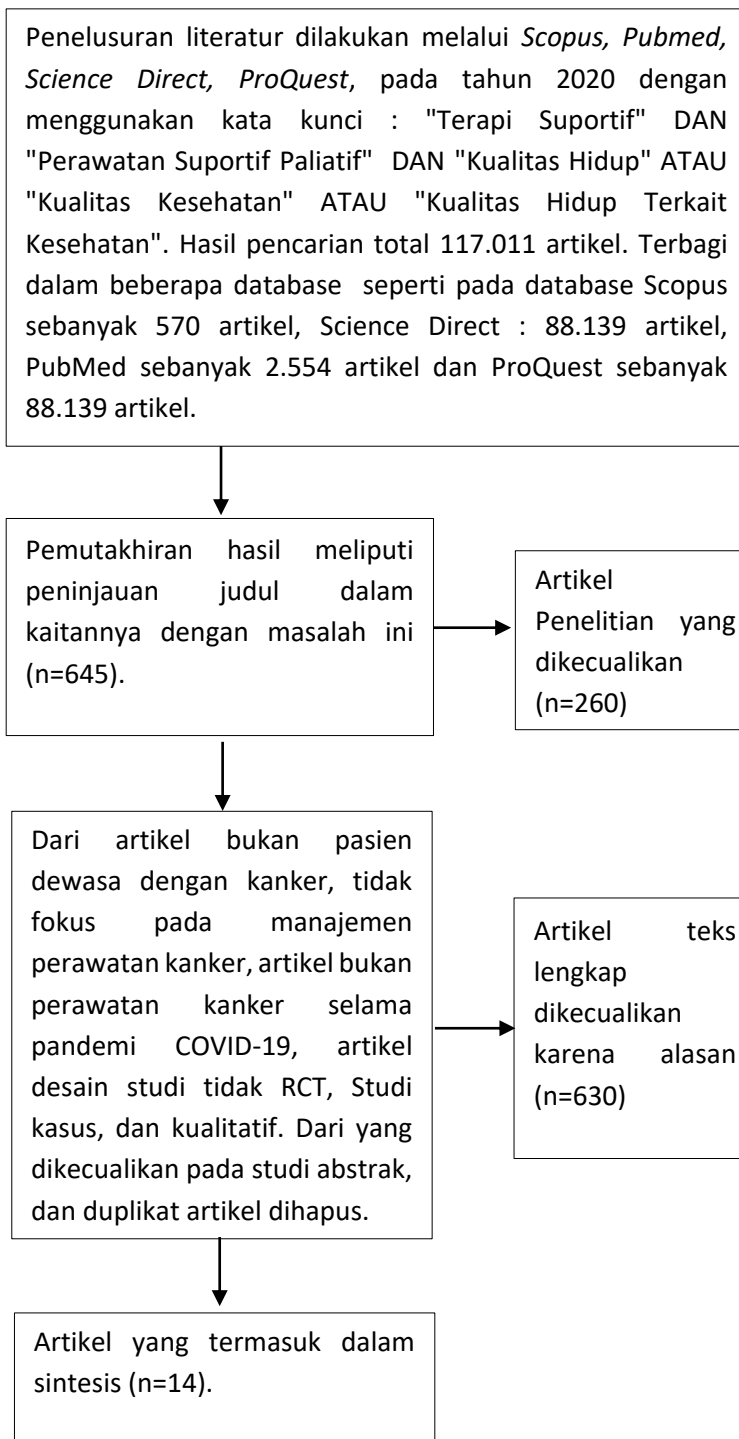 Penelusuran literatur dilakukan melalui Scopus, Pubmed,
Science Direct, ProQuest, pada tahun 2020 dengan
menggunakan kata kunci : "Terapi Suportif" DAN
"Perawatan Suportif Paliatif" DAN "Kualitas Hidup" ATAU
"Kualitas Kesehatan" ATAU "Kualitas Hidup Terkait
Kesehatan". Hasil pencarian total 117.011 artikel. Terbagi
dalam beberapa database seperti pada database Scopus
sebanyak 570 artikel, Science Direct : 88.139 artikel,
PubMed sebanyak 2.554 artikel dan ProQuest sebanyak
88.139 artikel.
Pemutakhiran hasil meliputi
peninjauan judul dalam
kaitannya dengan masalah ini
(n=645).
Artikel
Penelitian yang
dikecualikan
(n=260)
Dari artikel bukan pasien
dewasa dengan kanker, tidak
fokus pada manajemen
perawatan kanker, artikel bukan
perawatan kanker selama
pandemi COVID-19, artikel
desain studi tidak RCT, Studi
kasus, dan kualitatif. Dari yang
dikecualikan pada studi abstrak,
dan duplikat artikel dihapus.
Artikel teks
lengkap
dikecualikan
karena alasan
(n=630)
Artikel yang termasuk dalam
sintesis (n=14).